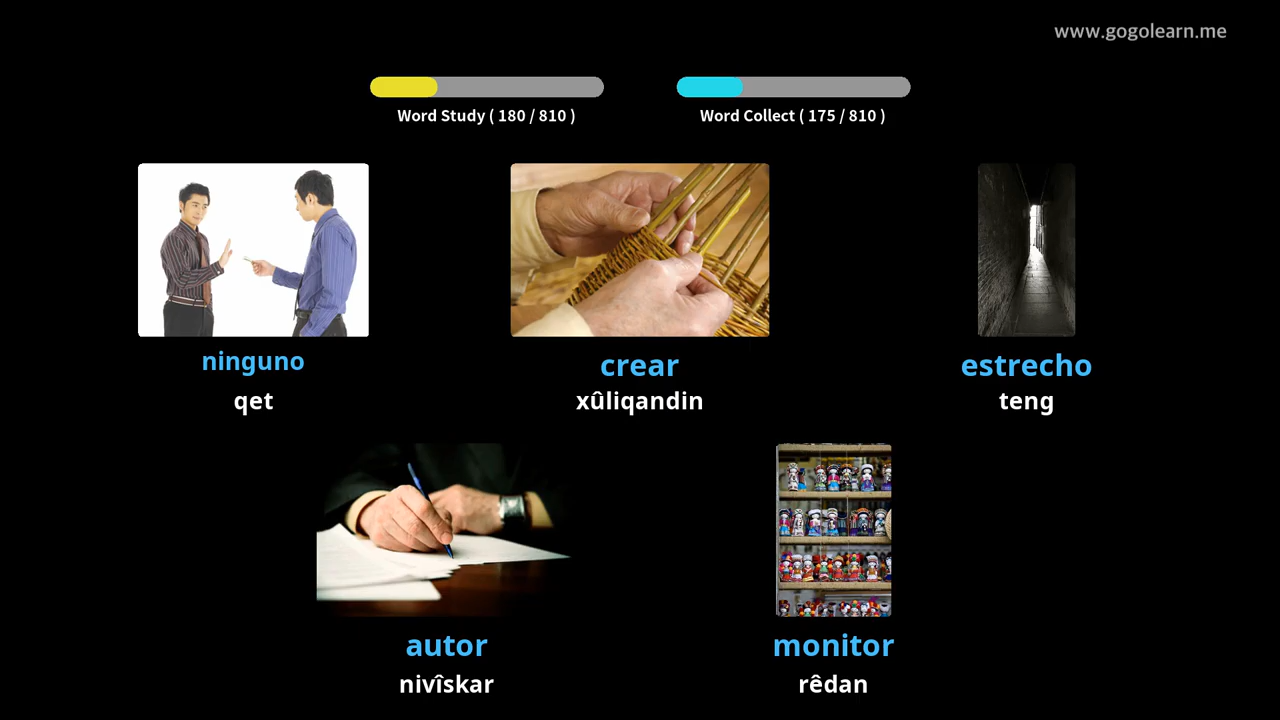 www.gogolearn.me
Word Study ( 180 / 810 )
Word Collect ( 175 / 810 )
ninguno
qet
crear
xûliqandin
estrecho
teng
autor
nivîskar
monitor
rêdan